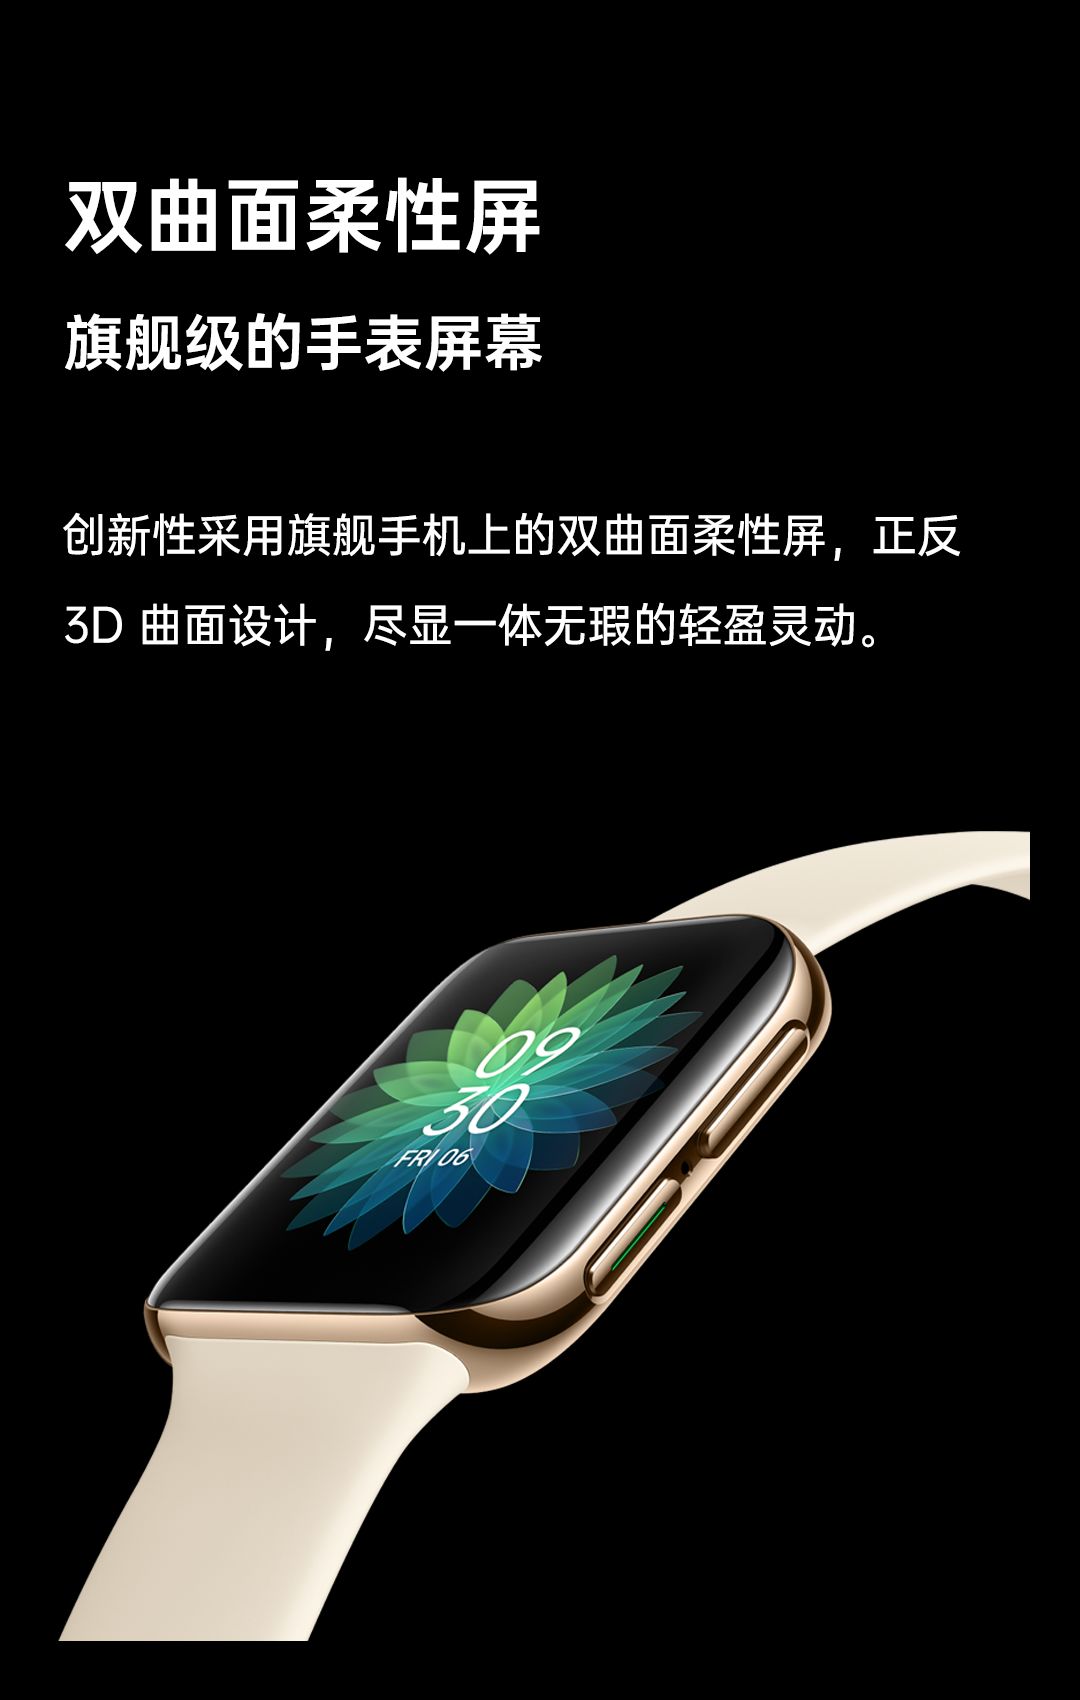 双曲面柔性屏
旗舰级的手表屏幕
创新性采用旗舰手机上的双曲面柔性屏，正反
3D 曲面设计，尽显一体无瑕的轻盈灵动。
09
30
FRI 06